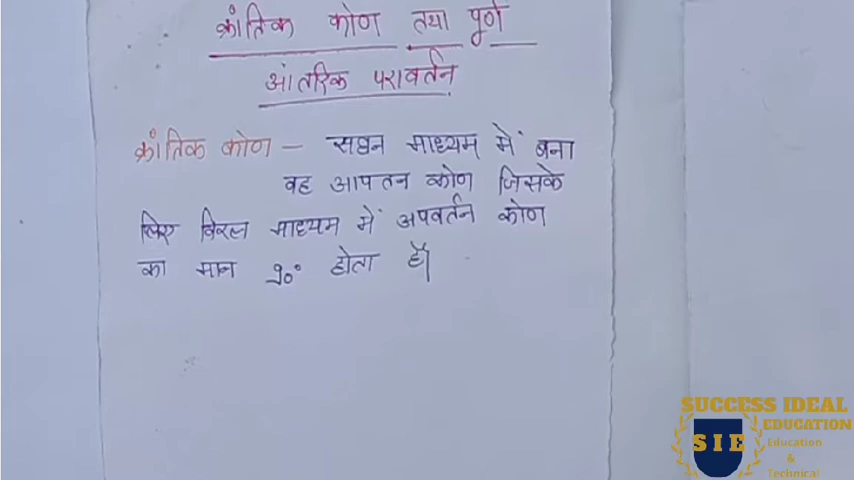 क्रांतिक कोण तथा पूर्ण
आंतरिक परावर्तन
क्रांतिक कोण – सघन माध्यम में बना
वह आपतन कोण जिसके
लिए विरल माध्यम में अपवर्तन कोण
का मान 90° होता है।
SUCCESS IDEAL
EDUCATION
SIE
Education
&
Technical